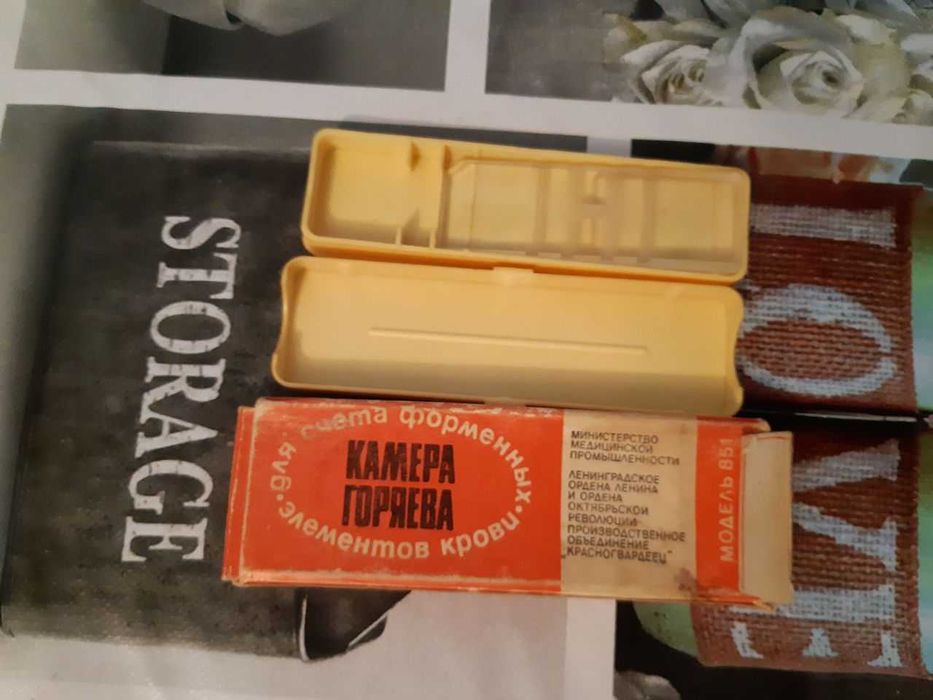 STORAGE
для счета форменных
КАМЕРА
ГОРЯЕВА
элементов крови
МИНИСТЕРСТВО
МЕДИЦИНСКОЙ
ПРОМЫШЛЕННОСТИ
ЛЕНИНГРАДСКОЕ
ОРДЕНА ЛЕНИНА
И ОРДЕНА
ОКТЯБРЬСКОЙ
РЕВОЛЮЦИИ
ПРОИЗВОДСТВЕННОЕ
ОБЪЕДИНЕНИЕ
„КРАСНОГВАРДЕЕЦ"
МОДЕЛЬ 851